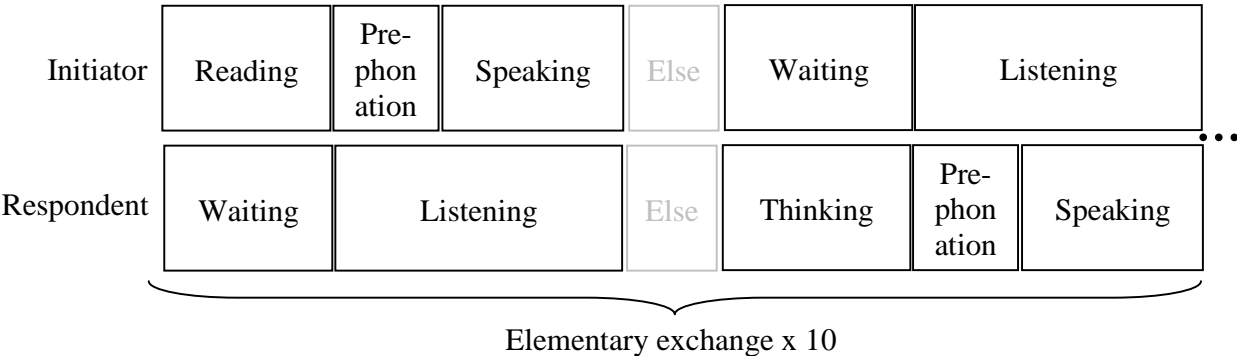 Initiator
Reading
Pre-
phon
ation
Speaking
Else
Waiting
Listening
...
Respondent
Waiting
Listening
Else
Thinking
Pre-
phon
ation
Speaking
Elementary exchange x 10